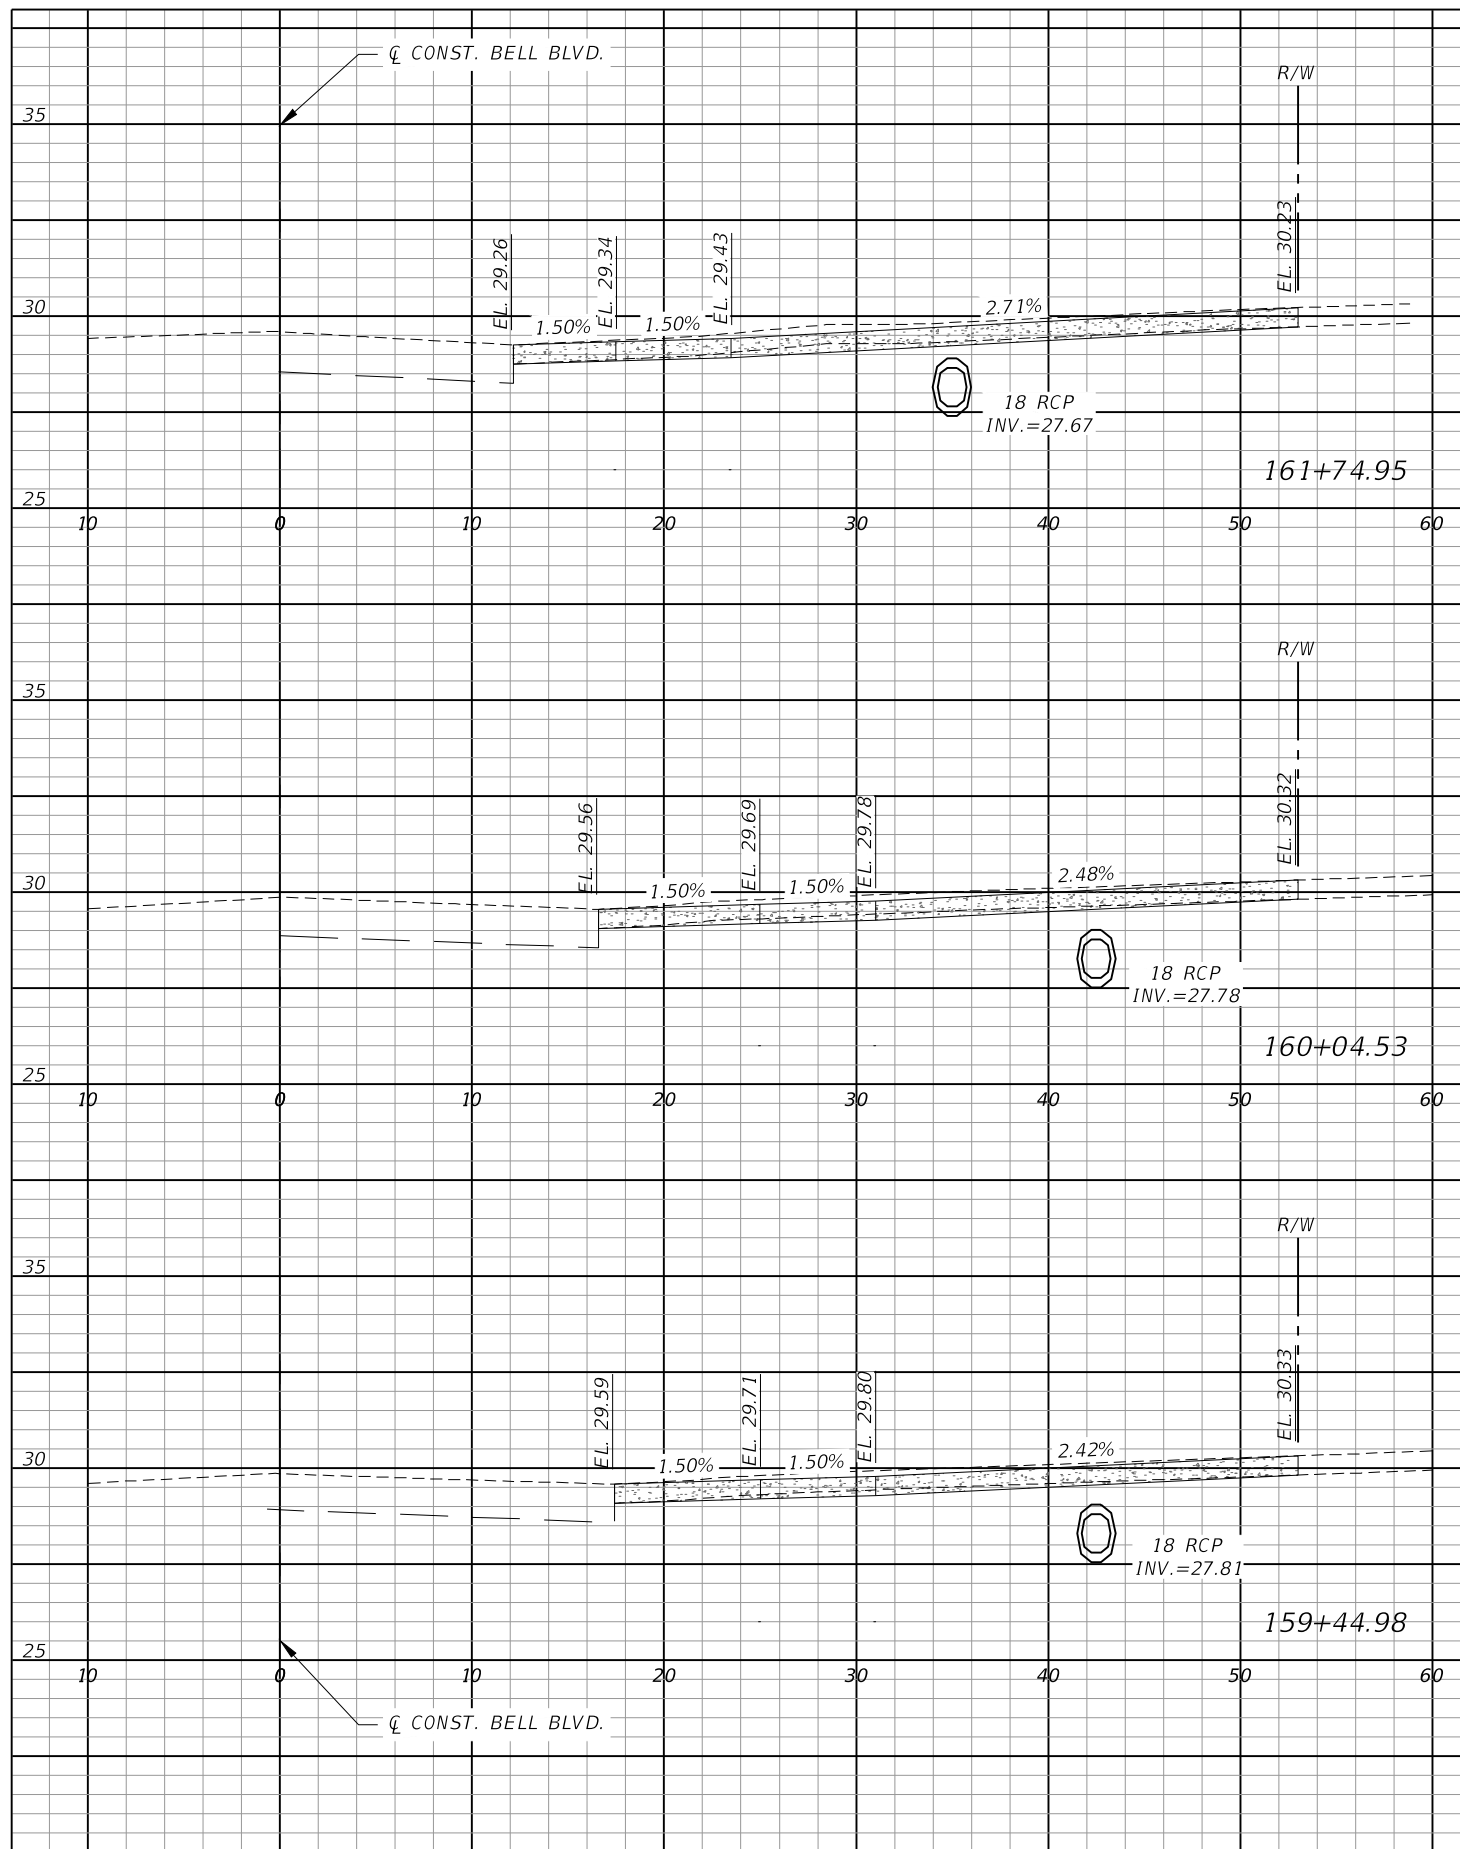 ℄ CONST. BELL BLVD.
R/W
35
EL. 29.26
EL. 29.34
EL. 29.43
EL. 30.23
30
1.50%
1.50%
2.71%
18 RCP
INV.=27.67
161+74.95
25
10 0 10 20 30 40 50 60
R/W
35
EL. 29.56
EL. 29.69
EL. 29.78
EL. 30.32
30
1.50%
1.50%
2.48%
18 RCP
INV.=27.78
160+04.53
25
10 0 10 20 30 40 50 60
R/W
35
EL. 29.59
EL. 29.71
EL. 29.80
EL. 30.33
30
1.50%
1.50%
2.42%
18 RCP
INV.=27.81
159+44.98
25
10 0 10 20 30 40 50 60
℄ CONST. BELL BLVD.